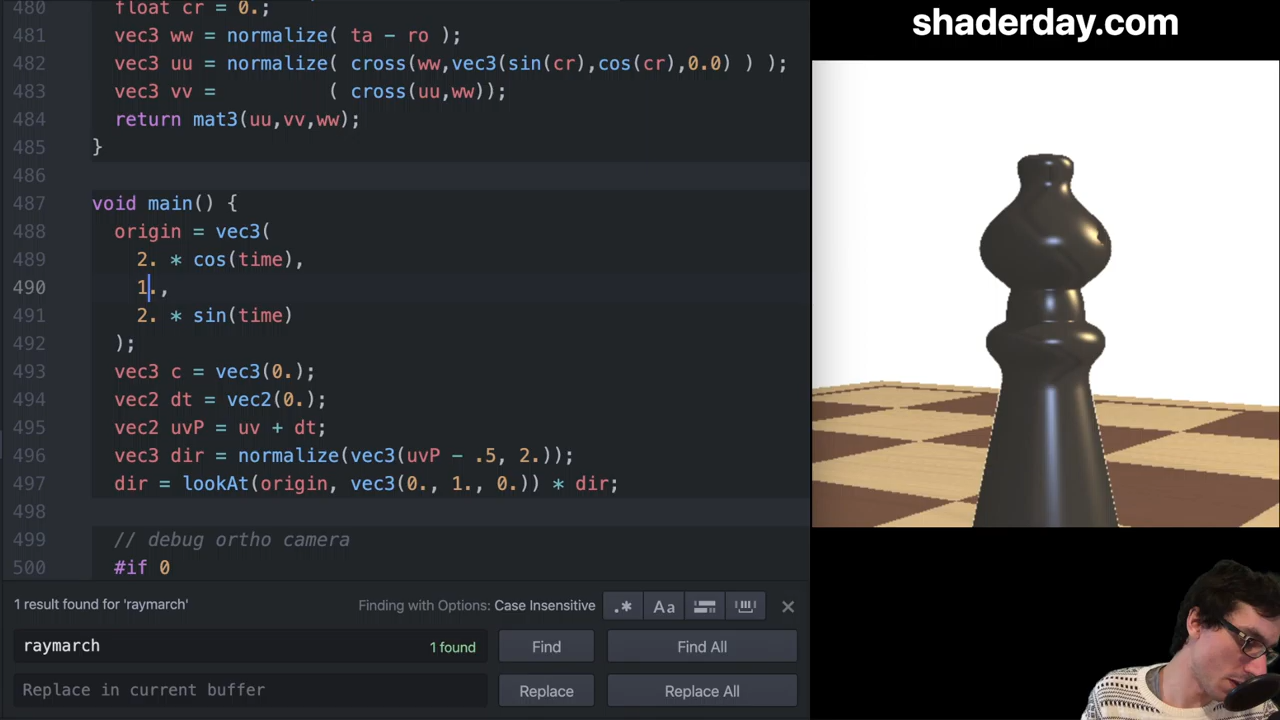 shaderday.com
480 float cr = 0.;
481 vec3 ww = normalize( ta - ro );
482 vec3 uu = normalize( cross(ww,vec3(sin(cr),cos(cr),0.0) ) );
483 vec3 vv =          ( cross(uu,ww));
484 return mat3(uu,vv,ww);
485 }
486
487 void main() {
488 origin = vec3(
489 2. * cos(time),
490 1.,
491 2. * sin(time)
492 );
493 vec3 c = vec3(0.);
494 vec2 dt = vec2(0.);
495 vec2 uvP = uv + dt;
496 vec3 dir = normalize(vec3(uvP - .5, 2.));
497 dir = lookAt(origin, vec3(0., 1., 0.)) * dir;
498
499 // debug ortho camera
500 #if 0
1 result found for 'raymarch' Finding with Options: Case Insensitive .* Aa
raymarch 1 found Find Find All
Replace in current buffer Replace Replace All